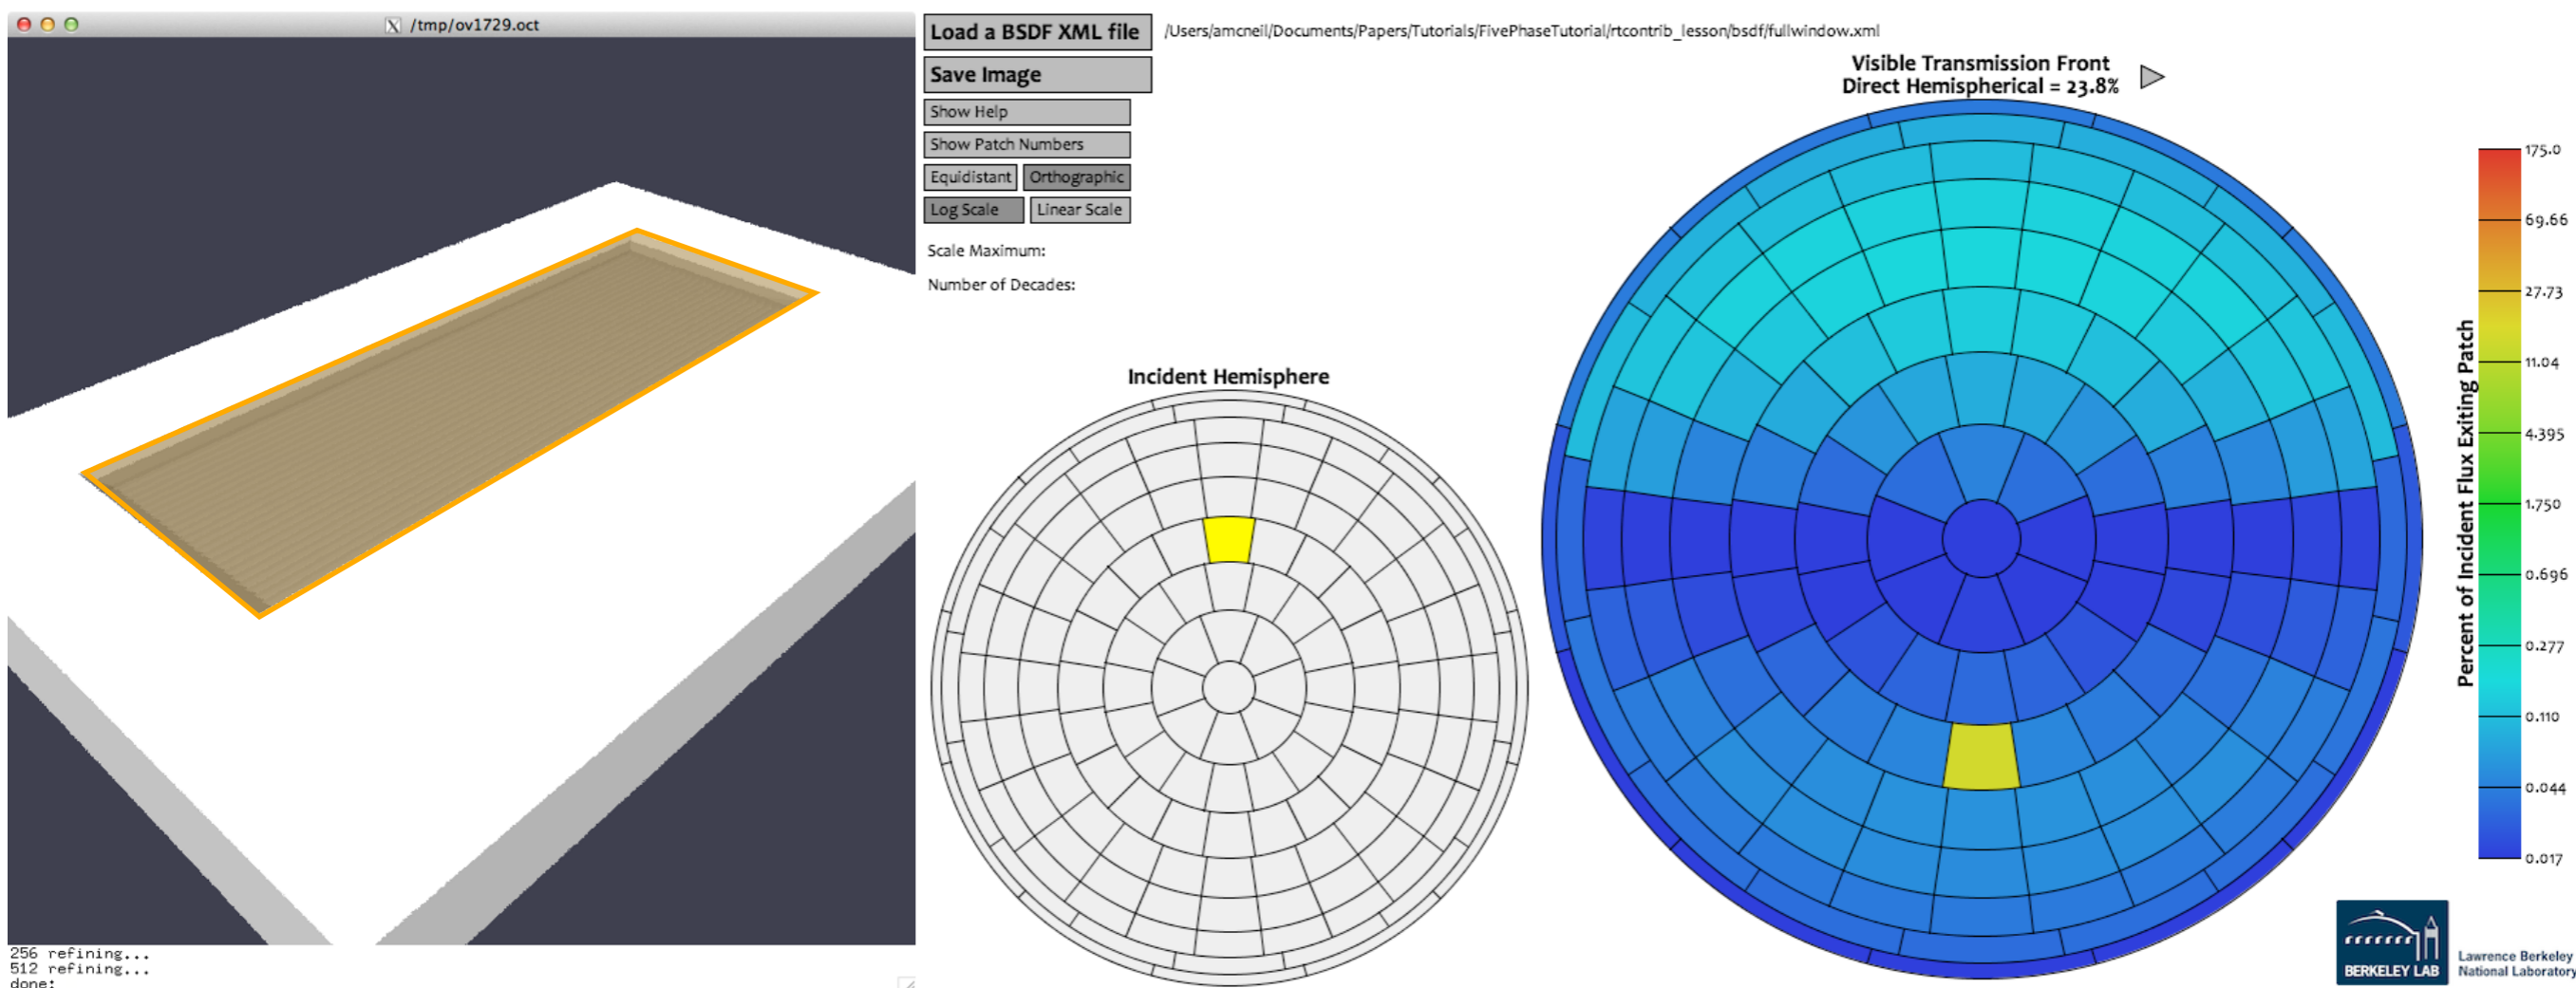 /tmp/ov1729.oct
256 refining...
512 refining...
done:
Load a BSDF XML file
/Users/amcneil/Documents/Papers/Tutorials/FivePhaseTutorial/rtcontrib_lesson/bsdf/fullwindow.xml
Save Image
Show Help
Show Patch Numbers
Equidistant
Orthographic
Log Scale
Linear Scale
Scale Maximum:
Number of Decades:
Incident Hemisphere
Visible Transmission Front
Direct Hemispherical = 23.8%
Percent of Incident Flux Exiting Patch
175.0
69.66
27.73
11.04
4.395
1.750
0.696
0.277
0.110
0.044
0.017
BERKELEY LAB
Lawrence Berkeley
National Laboratory